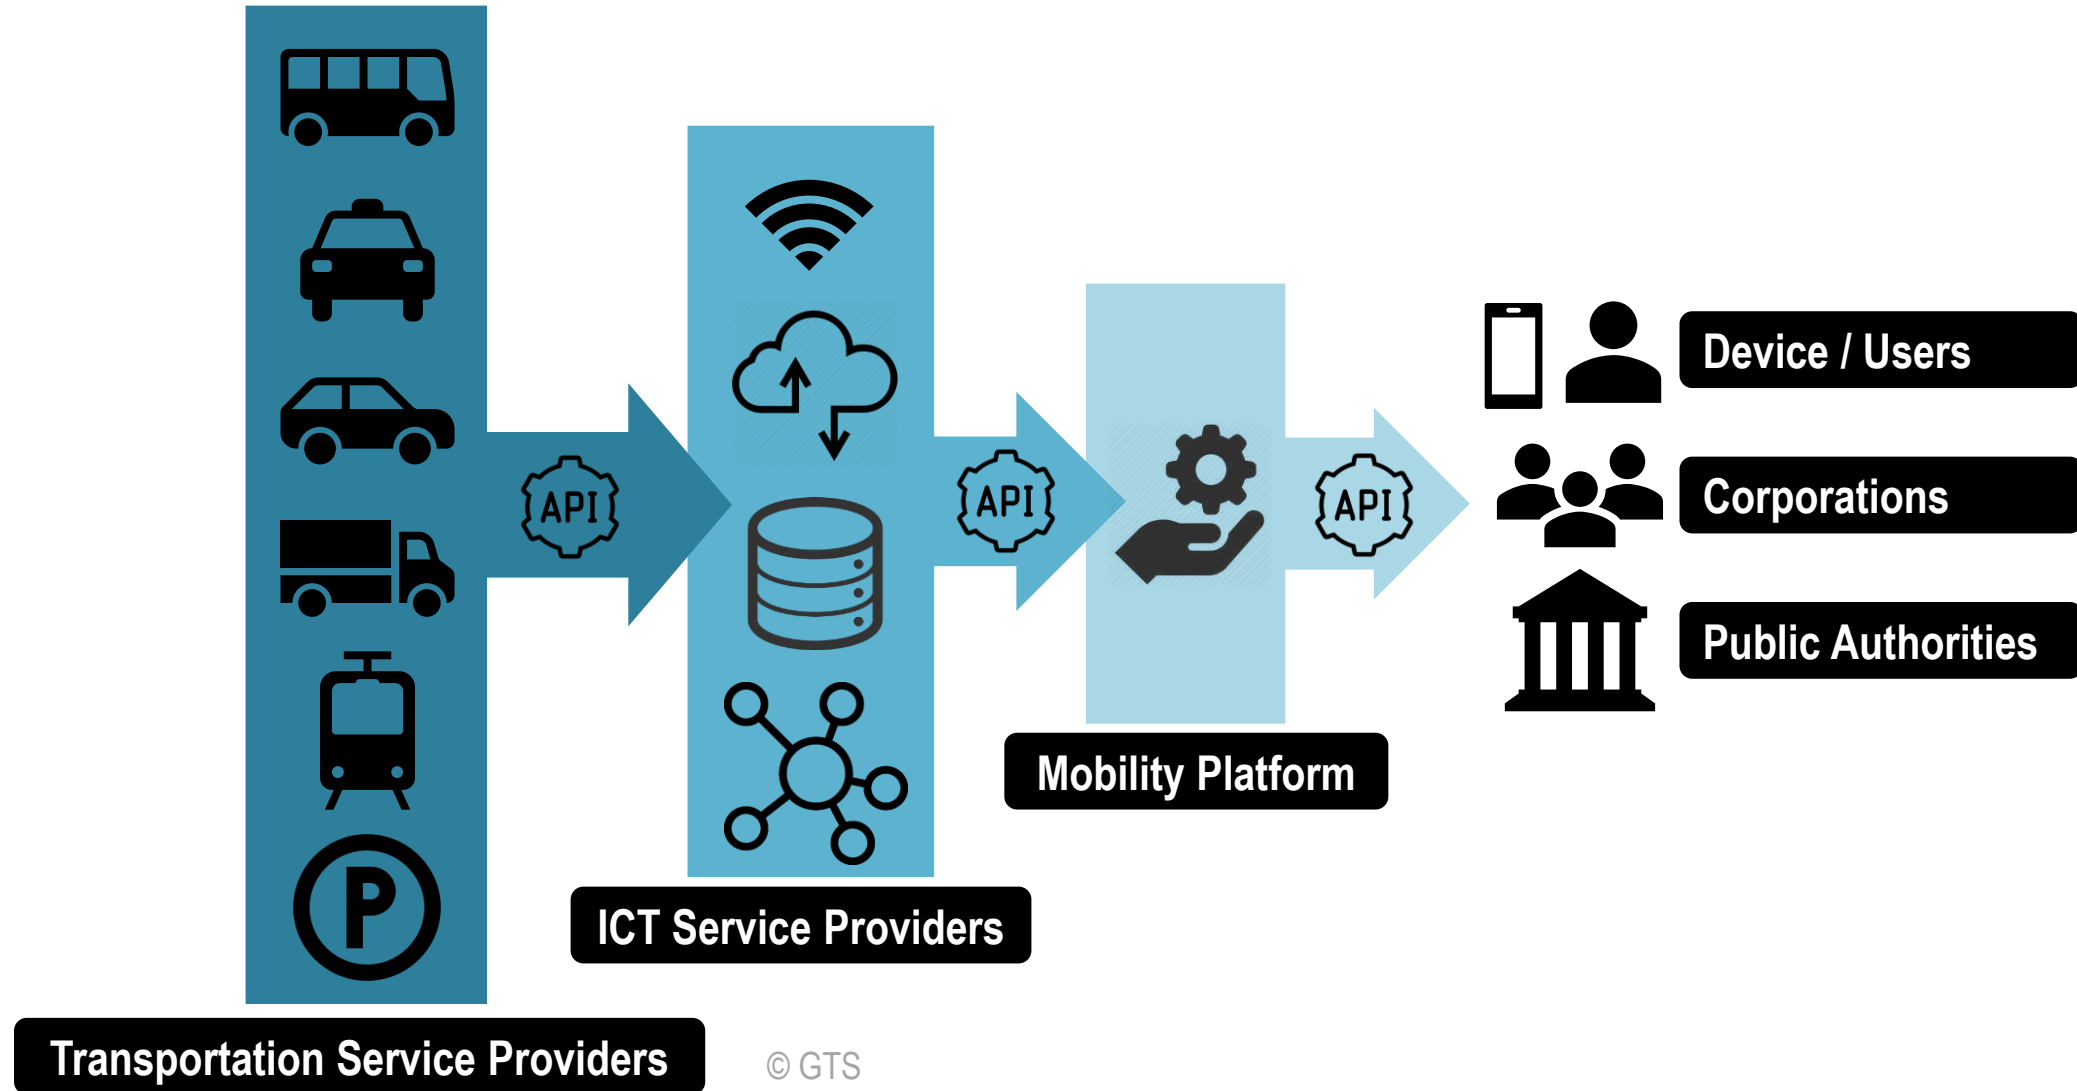 API
API
API
Device / Users
Corporations
Public Authorities
Mobility Platform
ICT Service Providers
P
Transportation Service Providers
© GTS